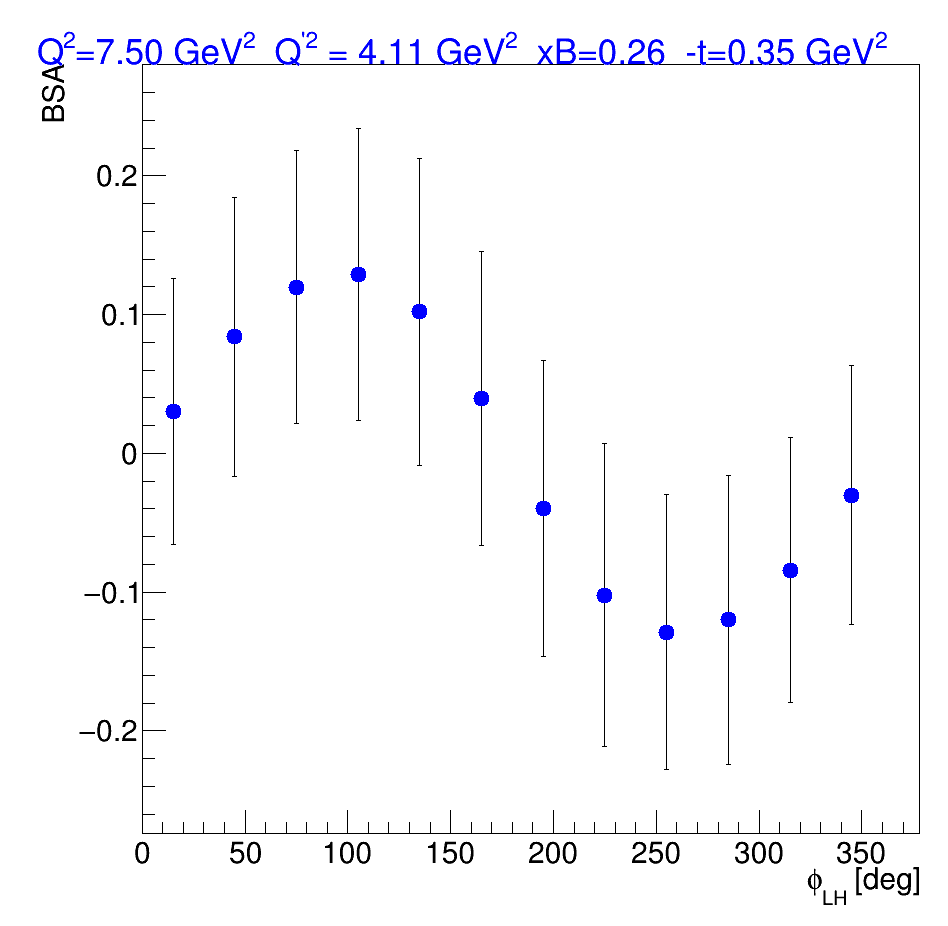 Q²=7.50 GeV² Q'² = 4.11 GeV² xB=0.26 -t=0.35 GeV²
BSA
0.2
0.1
0
−0.1
−0.2
0 50 100 150 200 250 300 350
ϕLH [deg]